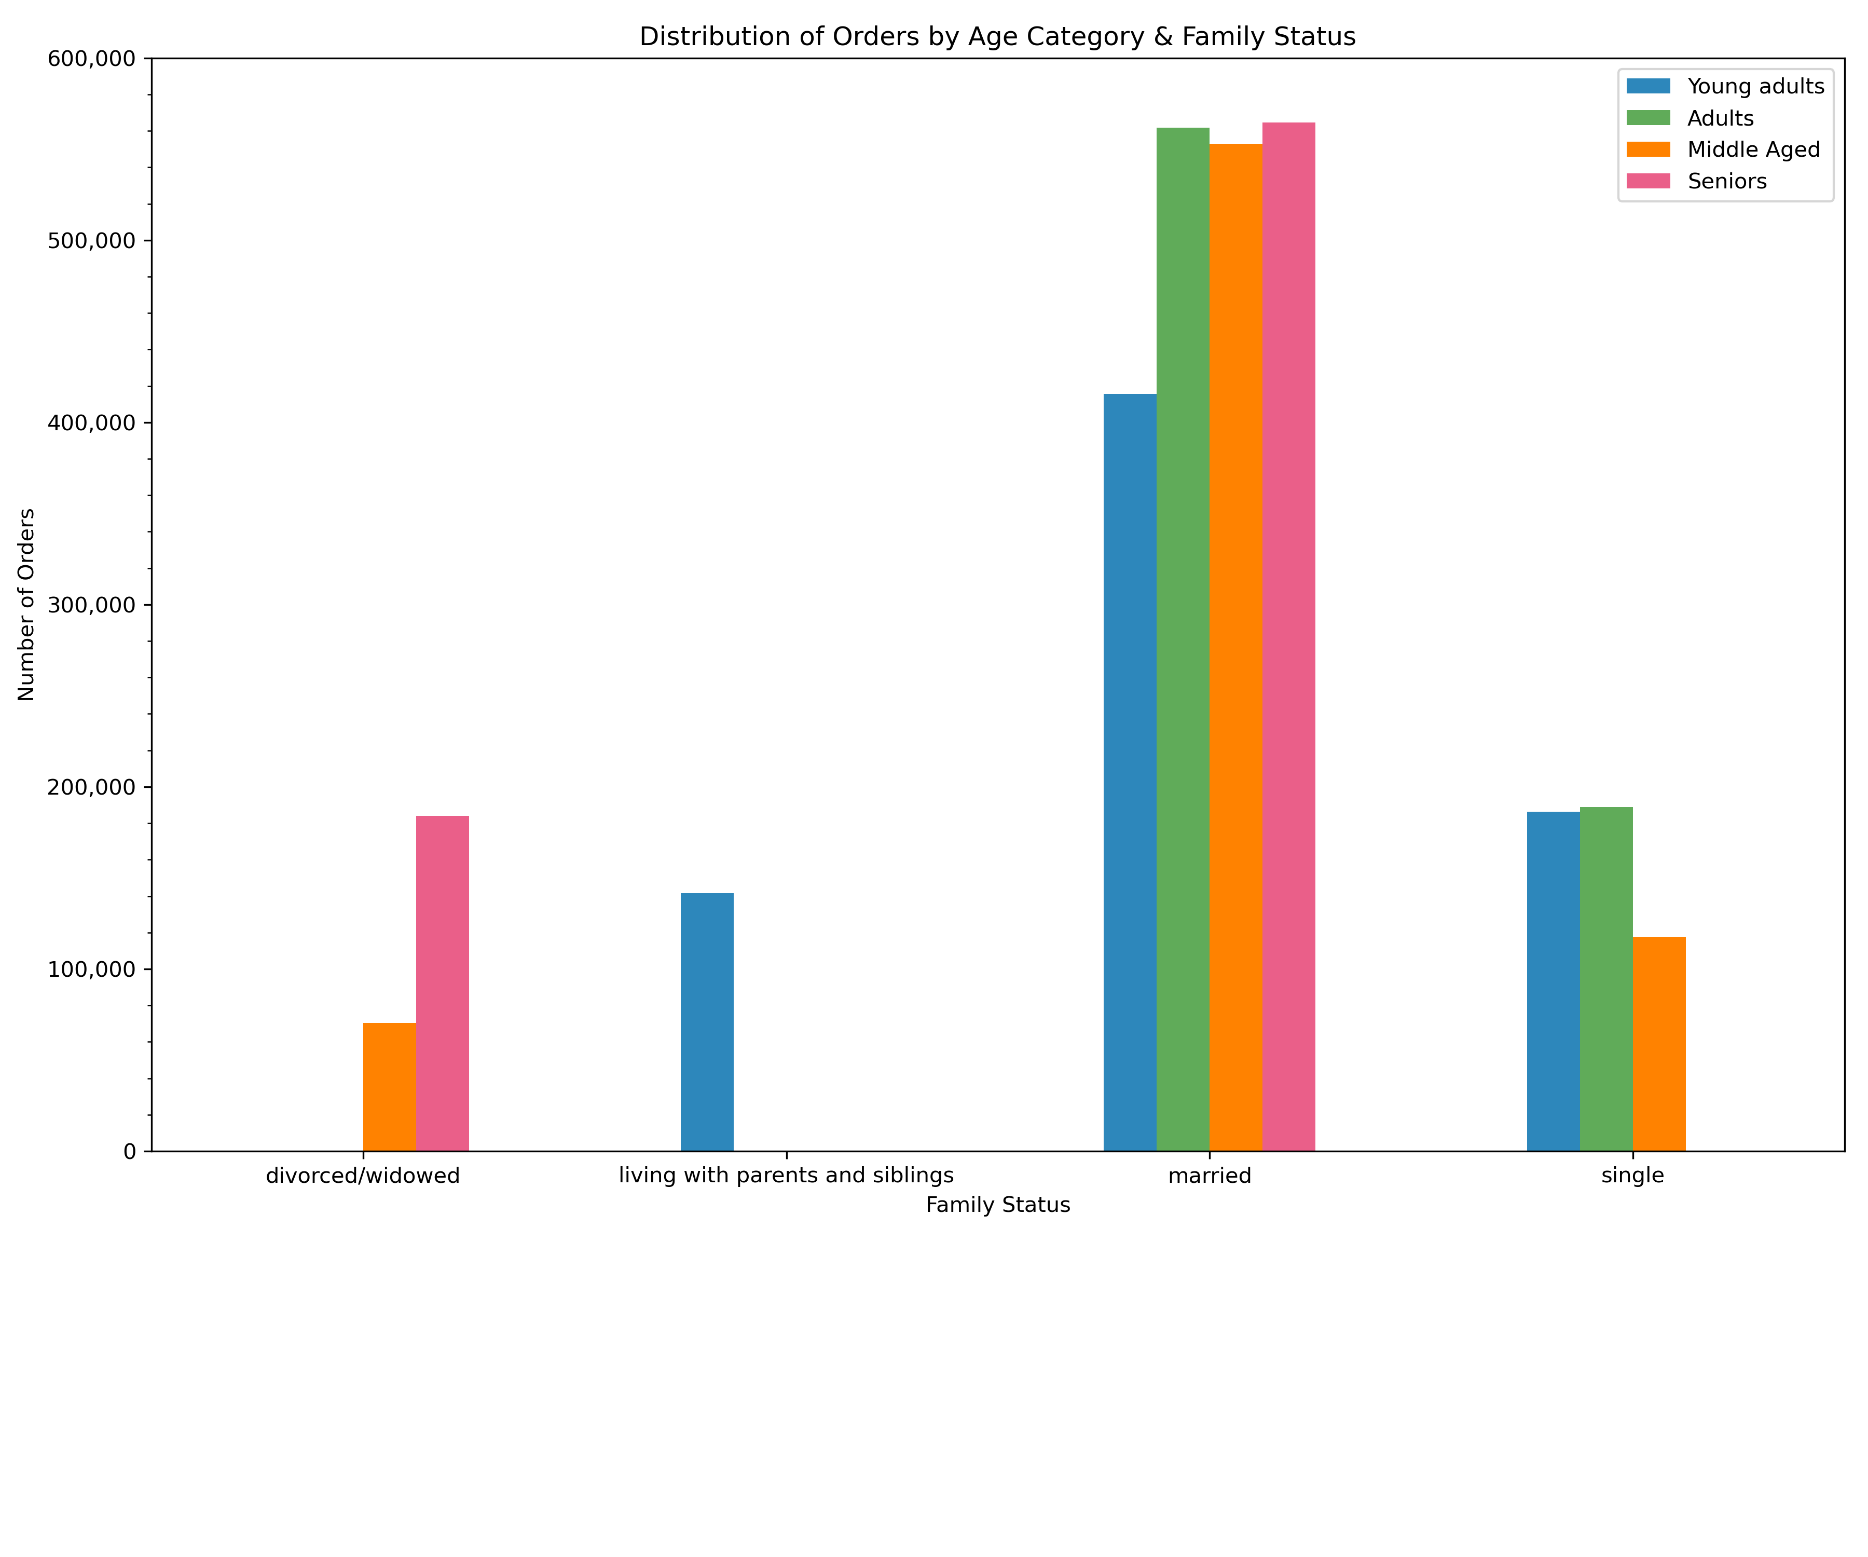 Distribution of Orders by Age Category & Family Status
600,000
500,000
400,000
300,000
200,000
100,000
0
Number of Orders
Young adults
Adults
Middle Aged
Seniors
divorced/widowed
living with parents and siblings
married
single
Family Status